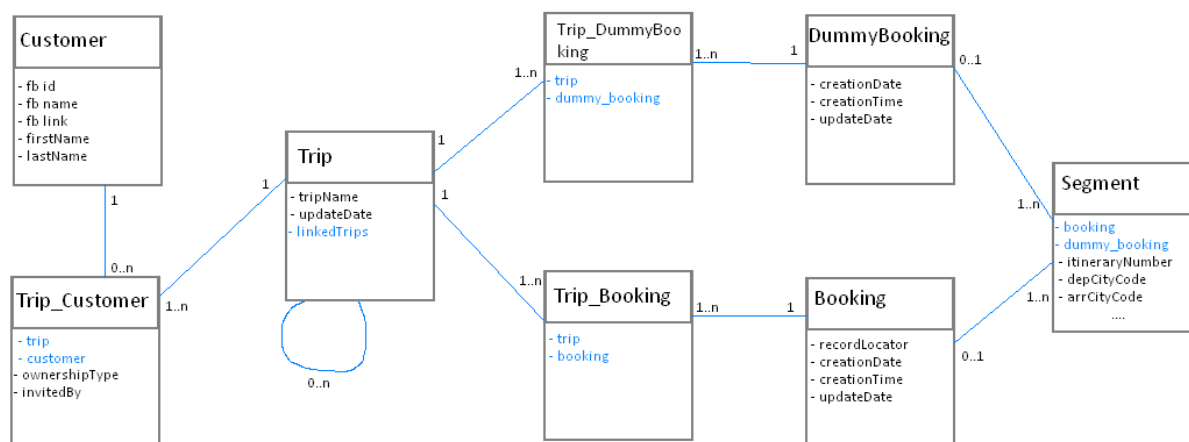 Customer
- fb id
- fb name
- fb link
- firstName
- lastName
1
0..n
Trip_Customer
- trip
- customer
- ownershipType
- invitedBy
1..n
1
Trip
- tripName
- updateDate
- linkedTrips
0..n
1
1
1..n
1..n
Trip_DummyBoo
king
- trip
- dummy_booking
1..n
1
DummyBooking
- creationDate
- creationTime
- updateDate
0..1
1..n
Trip_Booking
- trip
- booking
1..n
1
Booking
- recordLocator
- creationDate
- creationTime
- updateDate
0..1
1..n
Segment
- booking
- dummy_booking
- itineraryNumber
- depCityCode
- arrCityCode
....